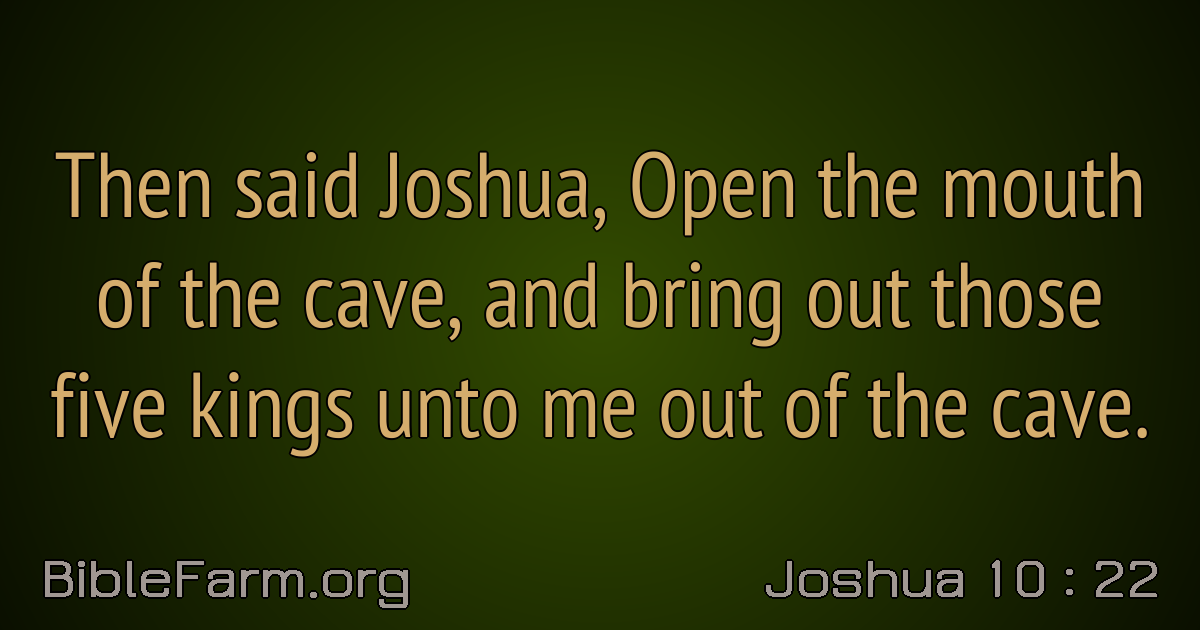 Then said Joshua, Open the mouth
of the cave, and bring out those
five kings unto me out of the cave.
BibleFarm.org
Joshua 10 : 22